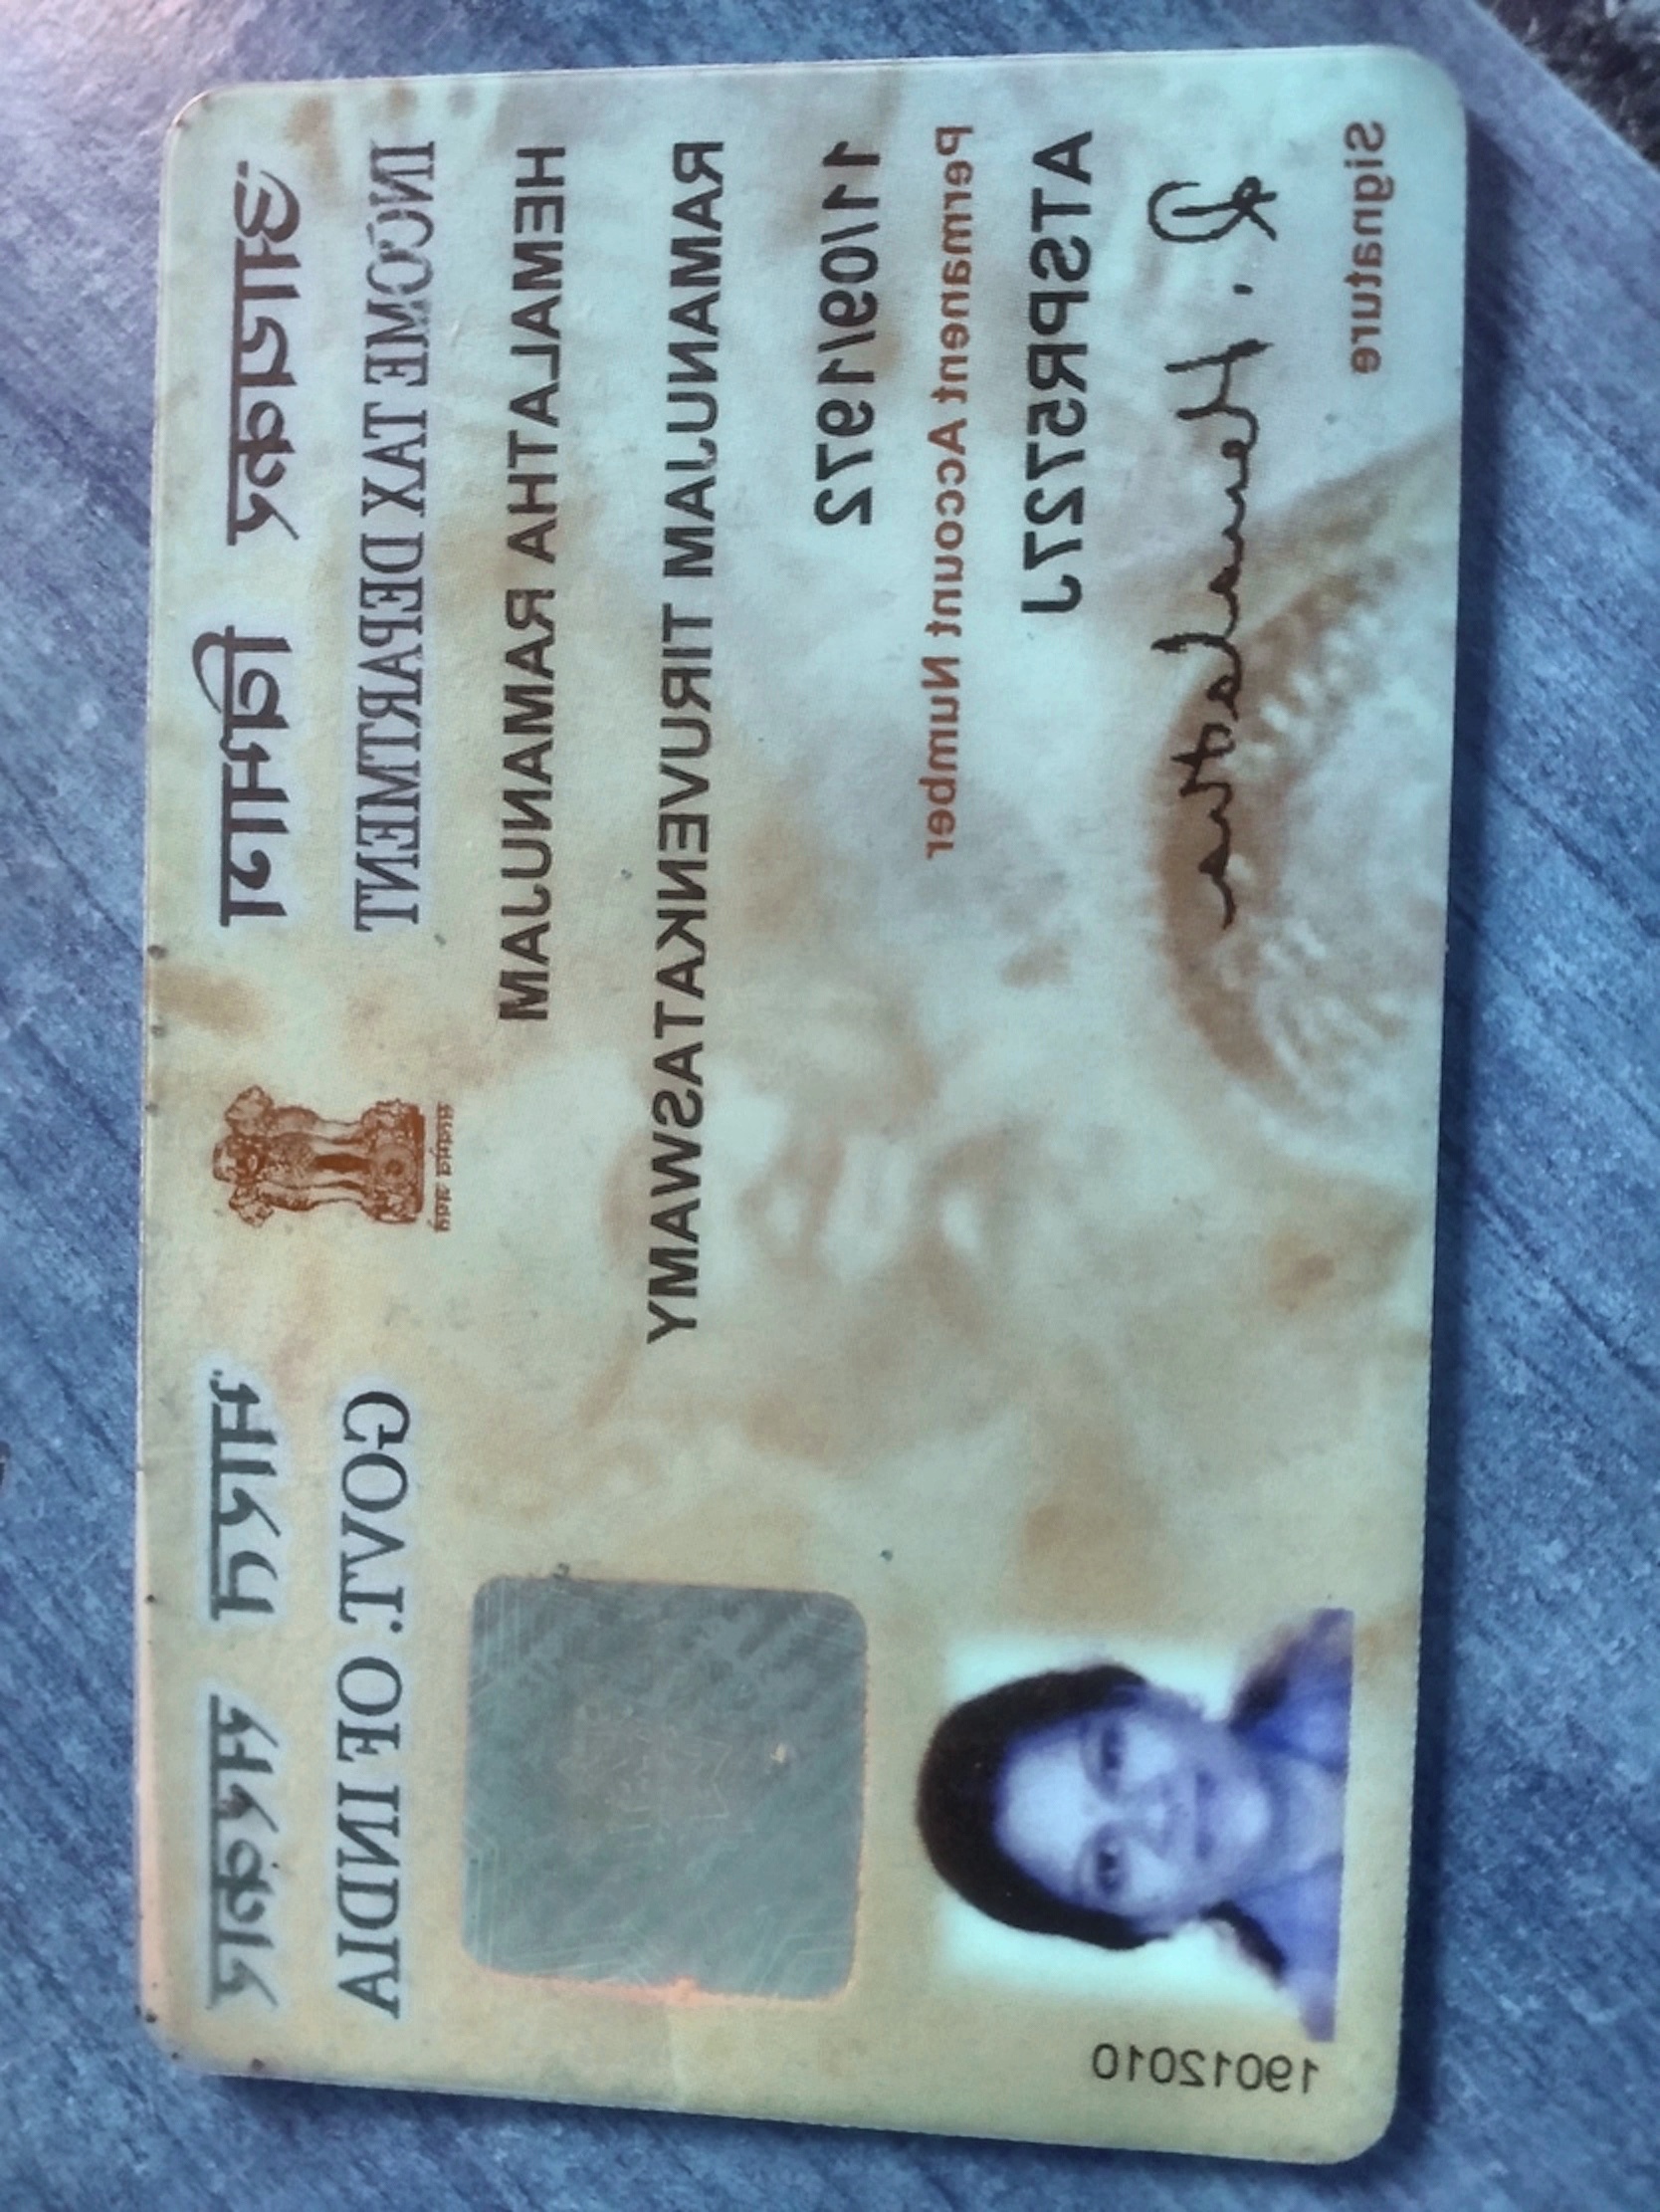 आयकर विभाग
INCOME TAX DEPARTMENT
सत्यमेव जयते
भारत सरकार
GOVT. OF INDIA
HEMALATHA RAMANUJAM
RAMANUJAM TIRUVENKATASWAMY
11/09/1972
Permanent Account Number
ATSPR5727J
R. Hemalatha
Signature
19012010